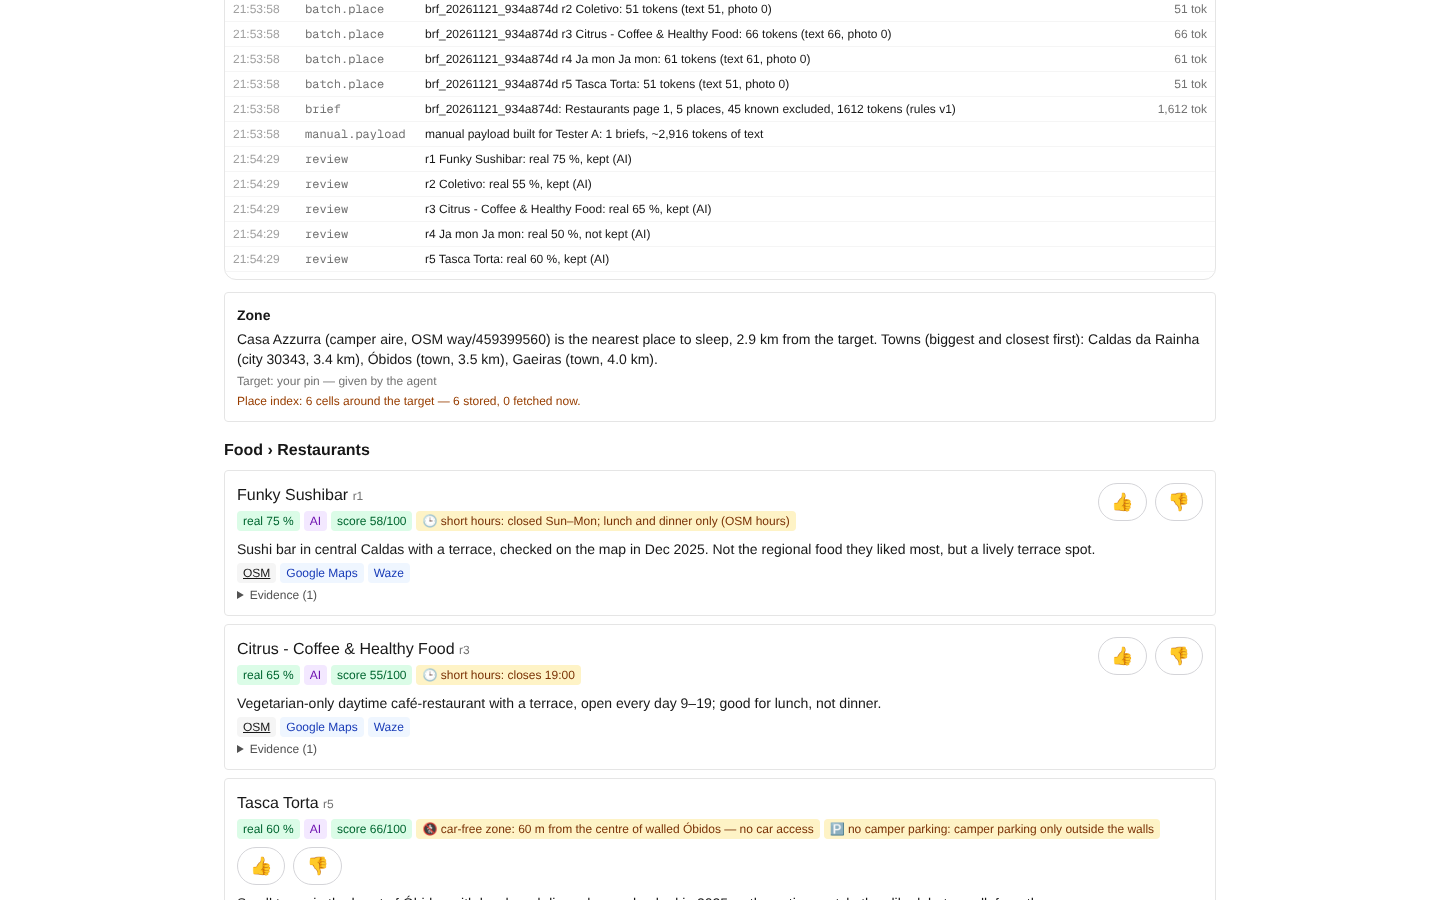 21:53:58 batch.place brf_20261121_934a874d r2 Coletivo: 51 tokens (text 51, photo 0) 51 tok
21:53:58 batch.place brf_20261121_934a874d r3 Citrus - Coffee & Healthy Food: 66 tokens (text 66, photo 0) 66 tok
21:53:58 batch.place brf_20261121_934a874d r4 Ja mon Ja mon: 61 tokens (text 61, photo 0) 61 tok
21:53:58 batch.place brf_20261121_934a874d r5 Tasca Torta: 51 tokens (text 51, photo 0) 51 tok
21:53:58 brief brf_20261121_934a874d: Restaurants page 1, 5 places, 45 known excluded, 1612 tokens (rules v1) 1,612 tok
21:53:58 manual.payload manual payload built for Tester A: 1 briefs, ~2,916 tokens of text
21:54:29 review r1 Funky Sushibar: real 75 %, kept (AI)
21:54:29 review r2 Coletivo: real 55 %, kept (AI)
21:54:29 review r3 Citrus - Coffee & Healthy Food: real 65 %, kept (AI)
21:54:29 review r4 Ja mon Ja mon: real 50 %, not kept (AI)
21:54:29 review r5 Tasca Torta: real 60 %, kept (AI)
Zone
Casa Azzurra (camper aire, OSM way/459399560) is the nearest place to sleep, 2.9 km from the target. Towns (biggest and closest first): Caldas da Rainha
(city 30343, 3.4 km), Óbidos (town, 3.5 km), Gaeiras (town, 4.0 km).
Target: your pin — given by the agent
Place index: 6 cells around the target — 6 stored, 0 fetched now.
Food › Restaurants
Funky Sushibar r1
real 75 % AI score 58/100 🕒 short hours: closed Sun–Mon; lunch and dinner only (OSM hours)
👍 👎
Sushi bar in central Caldas with a terrace, checked on the map in Dec 2025. Not the regional food they liked most, but a lively terrace spot.
OSM Google Maps Waze
▶ Evidence (1)
Citrus - Coffee & Healthy Food r3
real 65 % AI score 55/100 🕒 short hours: closes 19:00
👍 👎
Vegetarian-only daytime café-restaurant with a terrace, open every day 9–19; good for lunch, not dinner.
OSM Google Maps Waze
▶ Evidence (1)
Tasca Torta r5
real 60 % AI score 66/100 🚷 car-free zone: 60 m from the centre of walled Óbidos — no car access 🅿️ no camper parking: camper parking only outside the walls
👍 👎